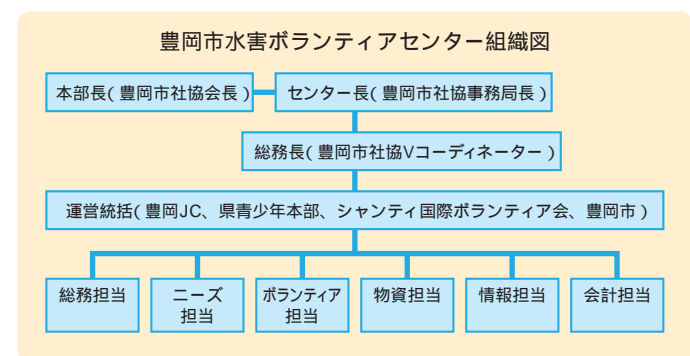 豊岡市水害ボランティアセンター組織図
本部長(豊岡市社協会長)
センター長(豊岡市社協事務局長)
総務長(豊岡市社協Vコーディネーター)
運営統括(豊岡JC、県青少年本部、シャンティ国際ボランティア会、豊岡市)
総務担当
ニーズ
担当
ボランティア
担当
物資担当
情報担当
会計担当